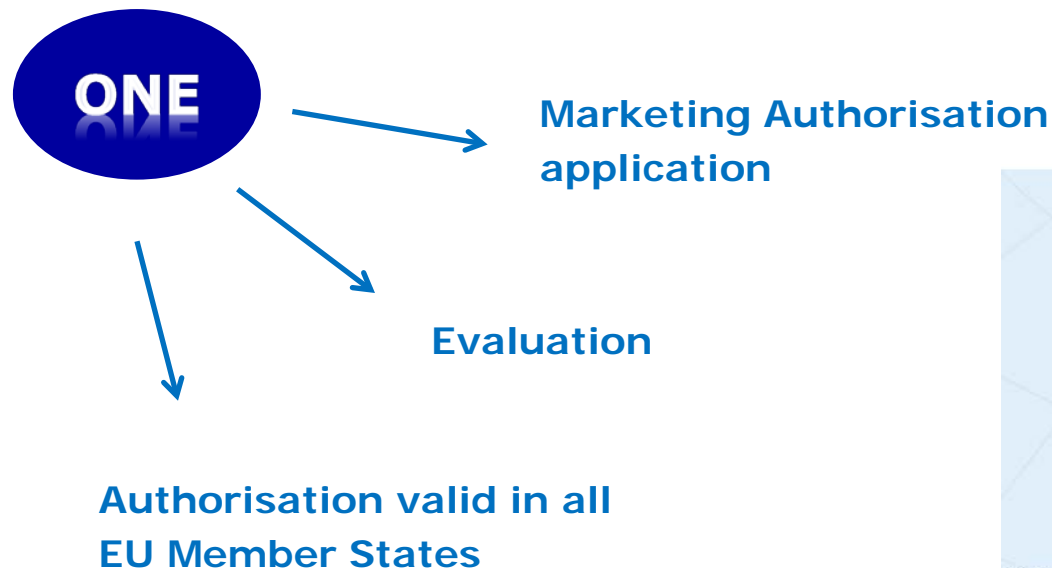 ONE
Marketing Authorisation
application
Evaluation
Authorisation valid in all
EU Member States